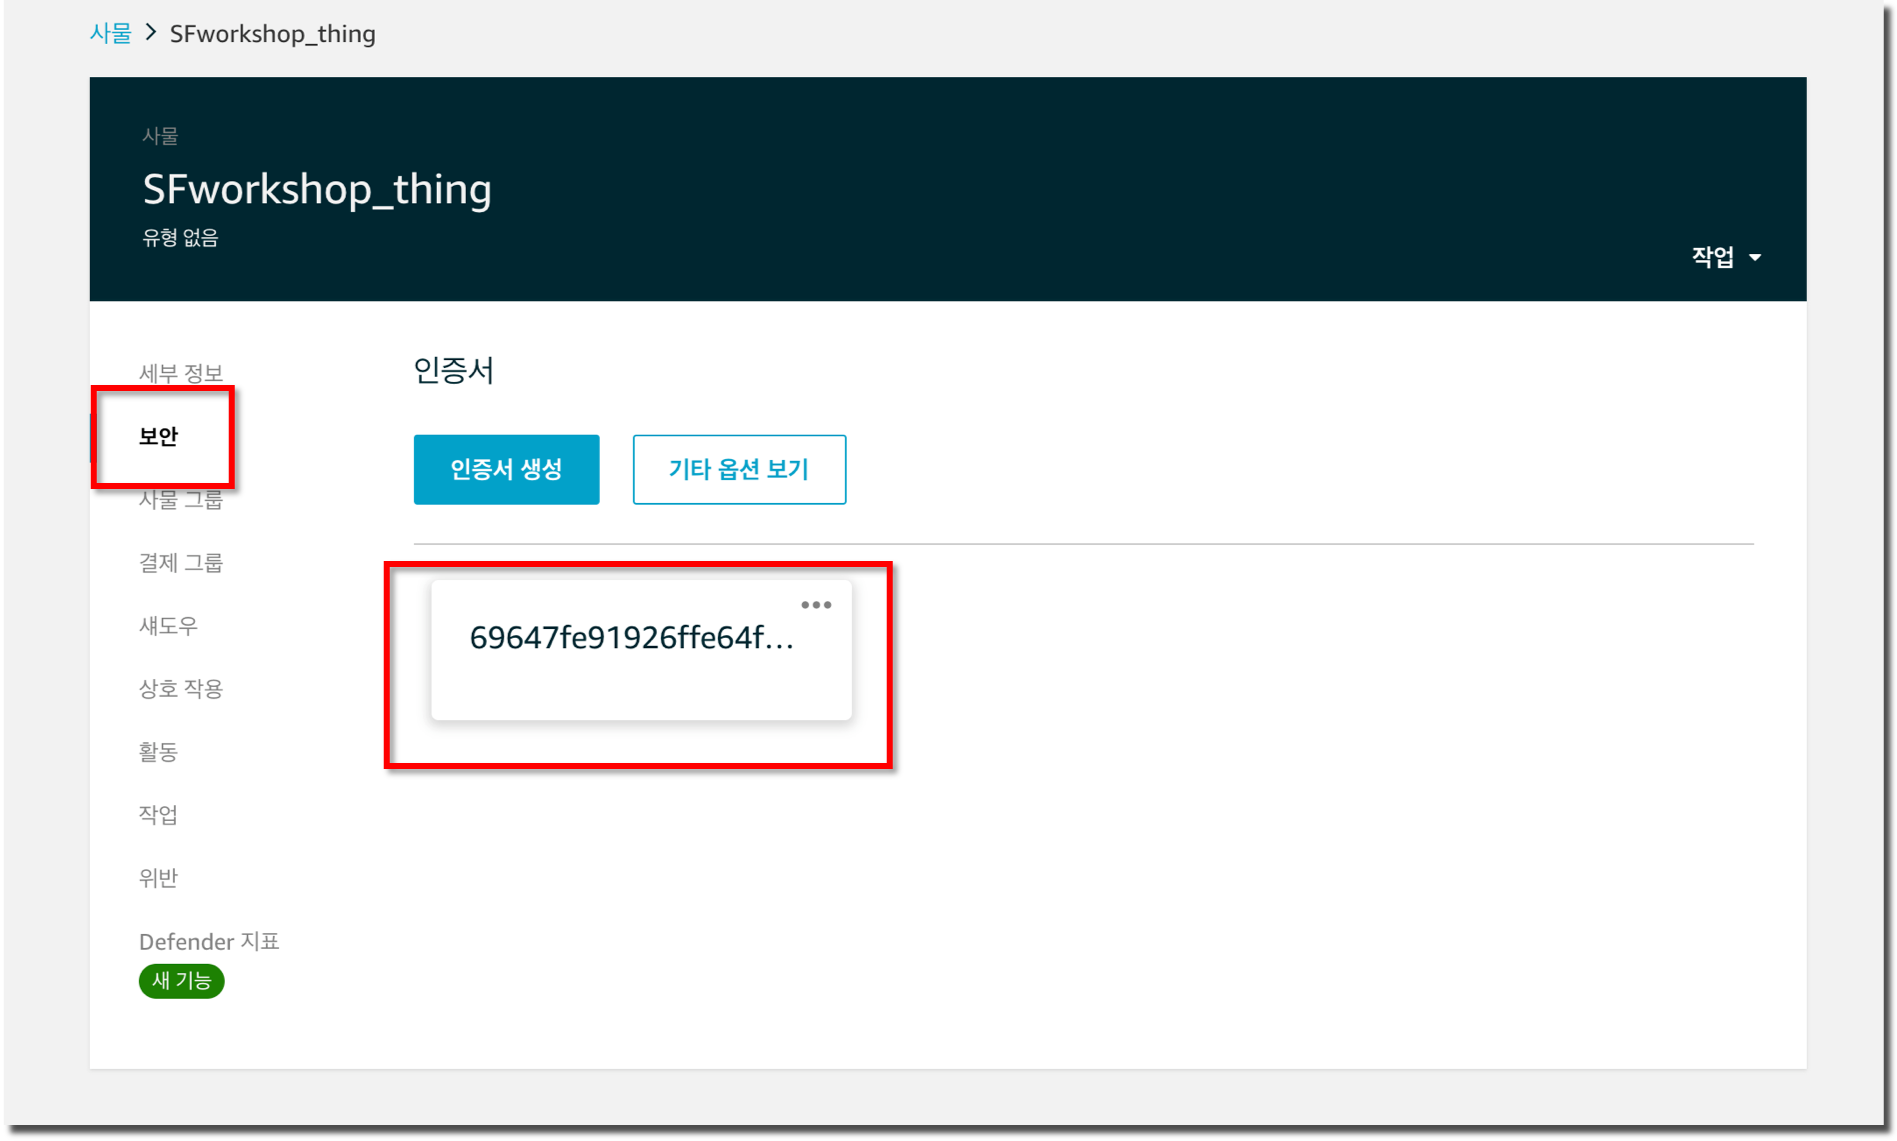 사물 > SFworkshop_thing
사물
SFworkshop_thing
유형 없음
작업
세부 정보
보안
사물 그룹
결제 그룹
섀도우
상호 작용
활동
작업
위반
Defender 지표
새 기능
인증서
인증서 생성
기타 옵션 보기
69647fe91926ffe64f...